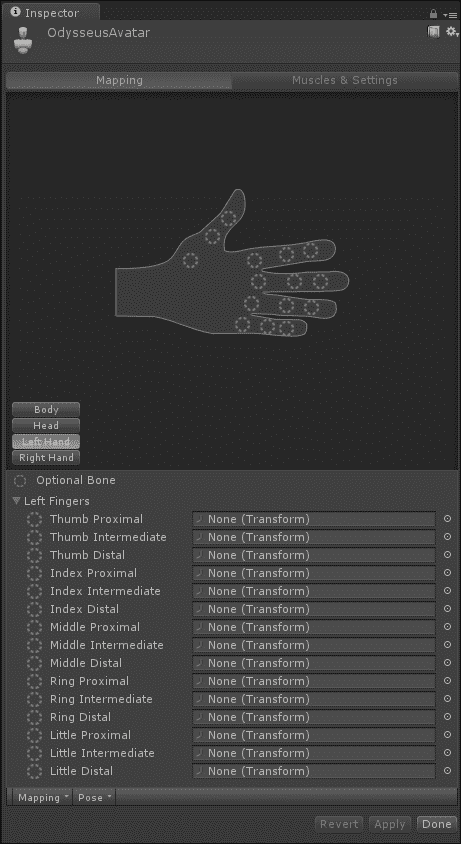 Inspector
OdysseusAvatar
Mapping Muscles & Settings
Body
Head
Left Hand
Right Hand
Optional Bone
Left Fingers
Thumb Proximal None (Transform)
Thumb Intermediate None (Transform)
Thumb Distal None (Transform)
Index Proximal None (Transform)
Index Intermediate None (Transform)
Index Distal None (Transform)
Middle Proximal None (Transform)
Middle Intermediate None (Transform)
Middle Distal None (Transform)
Ring Proximal None (Transform)
Ring Intermediate None (Transform)
Ring Distal None (Transform)
Little Proximal None (Transform)
Little Intermediate None (Transform)
Little Distal None (Transform)
Mapping Pose
Revert Apply Done